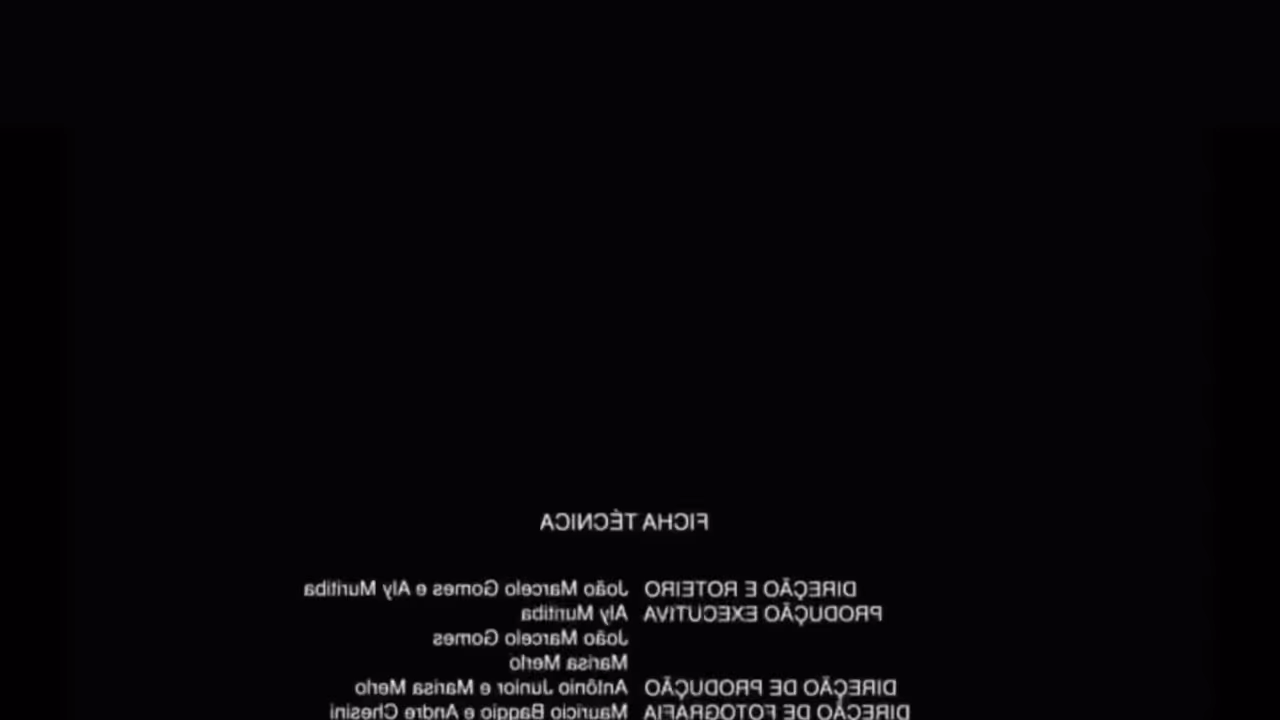 FICHA TÉCNICA
DIREÇÃO E ROTEIRO João Marcelo Gomes e Aly Muritiba
PRODUÇÃO EXECUTIVA Aly Muritiba
João Marcelo Gomes
Marisa Merlo
DIREÇÃO DE PRODUÇÃO Antônio Junior e Marisa Merlo
DIREÇÃO DE FOTOGRAFIA Maurício Baggio e Andre Chesini